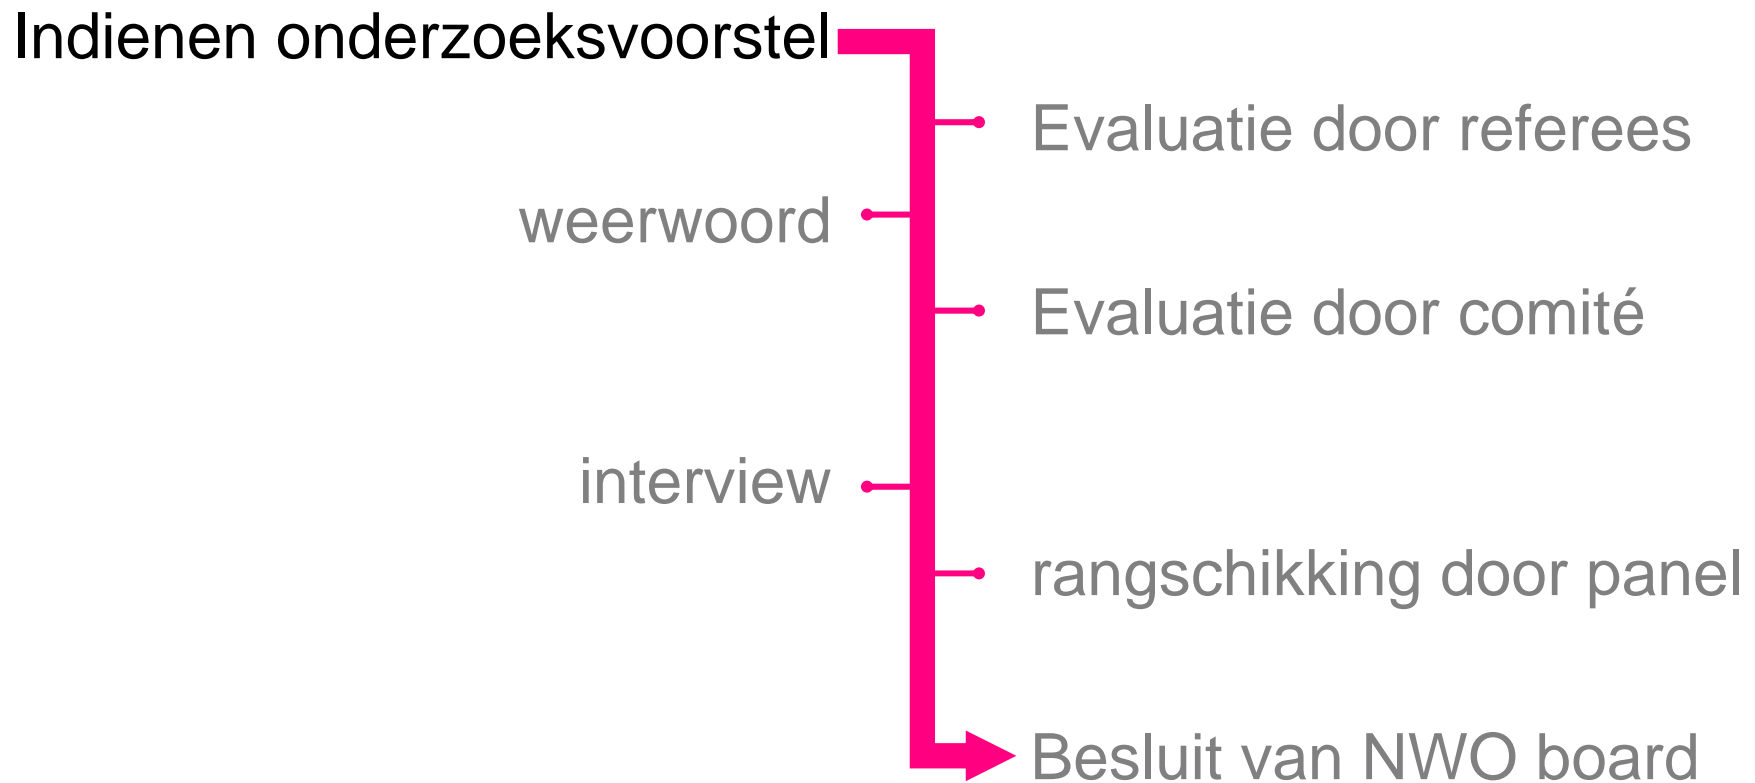 Indienen onderzoeksvoorstel
Evaluatie door referees
weerwoord
Evaluatie door comité
interview
rangschikking door panel
Besluit van NWO board